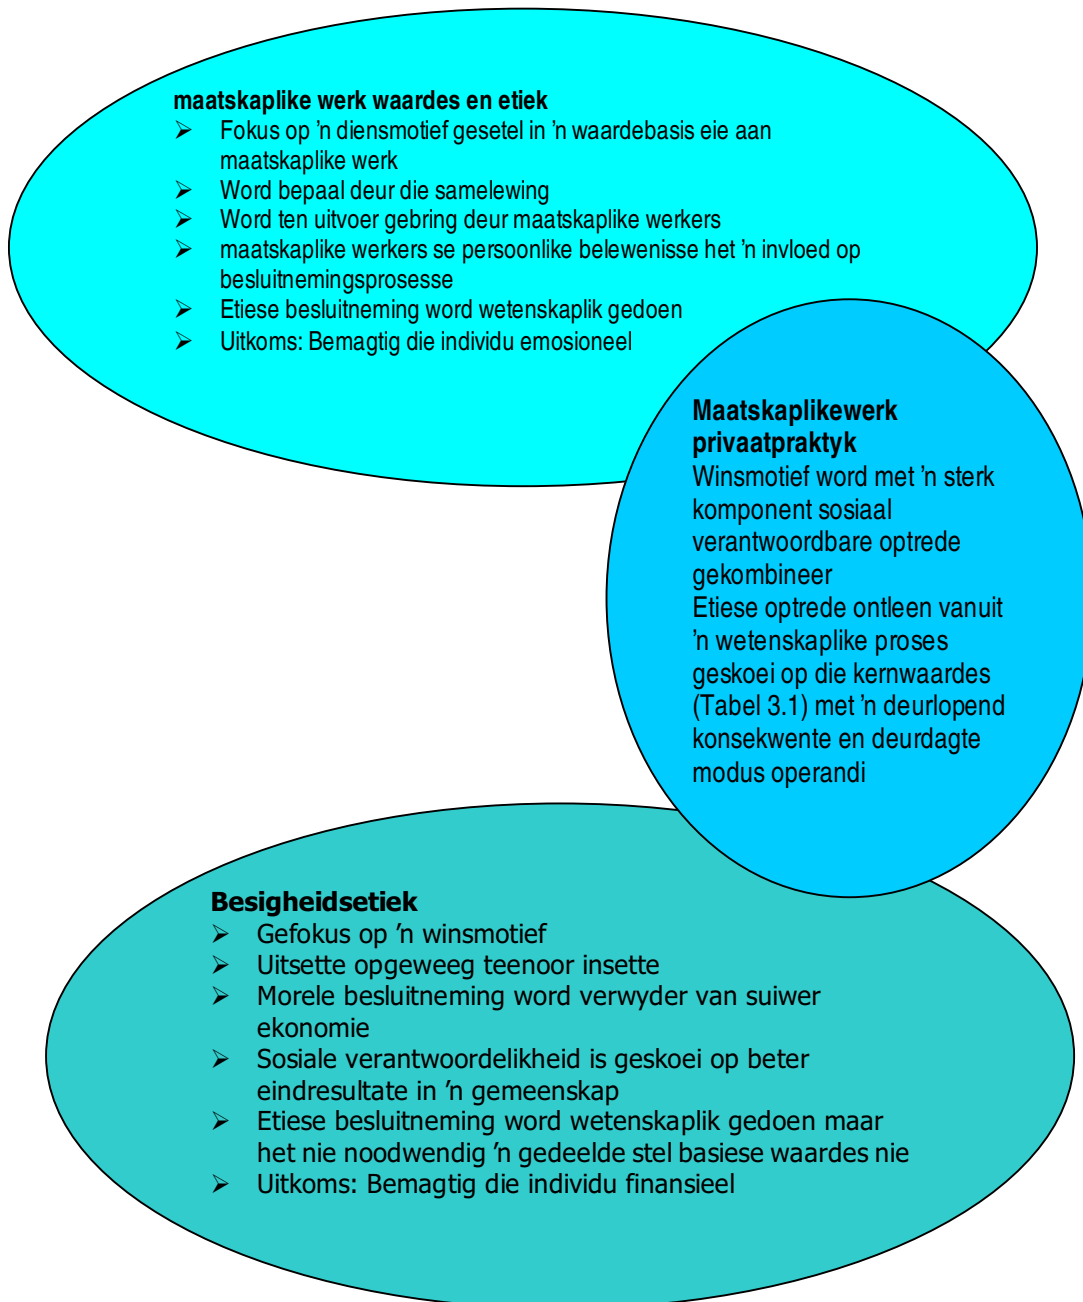 maatskaplike werk waardes en etiek
➢ Fokus op ’n diensmotief gesetel in ’n waardebasis eie aan
maatskaplike werk
➢ Word bepaal deur die samelewing
➢ Word ten uitvoer gebring deur maatskaplike werkers
➢ maatskaplike werkers se persoonlike belewenisse het ’n invloed op
besluitnemingsprosesse
➢ Etiese besluitneming word wetenskaplik gedoen
➢ Uitkoms: Bemagtig die individu emosioneel
Maatskaplikewerk
privaatpraktyk
Winsmotief word met ’n sterk
komponent sosiaal
verantwoordbare optrede
gekombineer
Etiese optrede ontleen vanuit
’n wetenskaplike proses
geskoei op die kernwaardes
(Tabel 3.1) met ’n deurlopend
konsekwente en deurdagte
modus operandi
Besigheidsetiek
➢ Gefokus op ’n winsmotief
➢ Uitsette opgeweeg teenoor insette
➢ Morele besluitneming word verwyder van suiwer
ekonomie
➢ Sosiale verantwoordelikheid is geskoei op beter
eindresultate in ’n gemeenskap
➢ Etiese besluitneming word wetenskaplik gedoen maar
het nie noodwendig ’n gedeelde stel basiese waardes nie
➢ Uitkoms: Bemagtig die individu finansieel